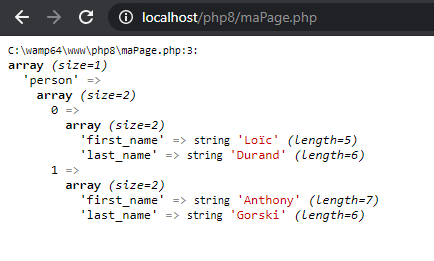 localhost/php8/maPage.php
C:\wamp64\www\php8\maPage.php:3:
array (size=1)
  'person' =>
    array (size=2)
      0 =>
        array (size=2)
          'first_name' => string 'Loïc' (length=5)
          'last_name' => string 'Durand' (length=6)
      1 =>
        array (size=2)
          'first_name' => string 'Anthony' (length=7)
          'last_name' => string 'Gorski' (length=6)